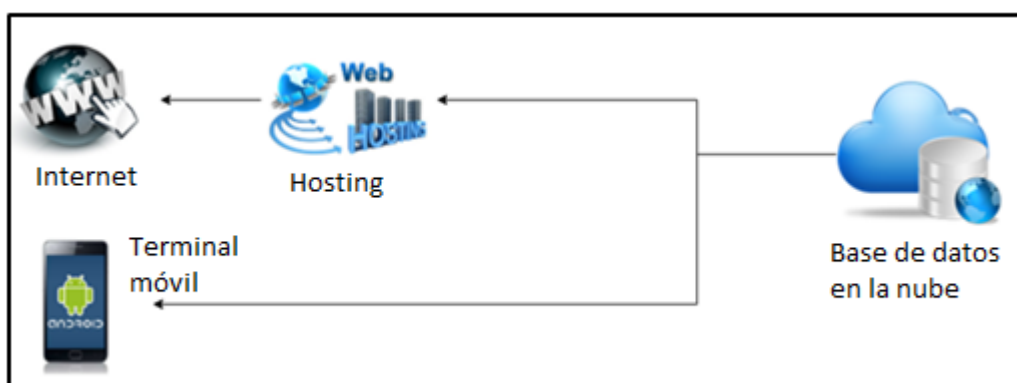 WWW
Internet
Web
HOSTING
Hosting
Terminal
móvil
ANDROID
Base de datos
en la nube